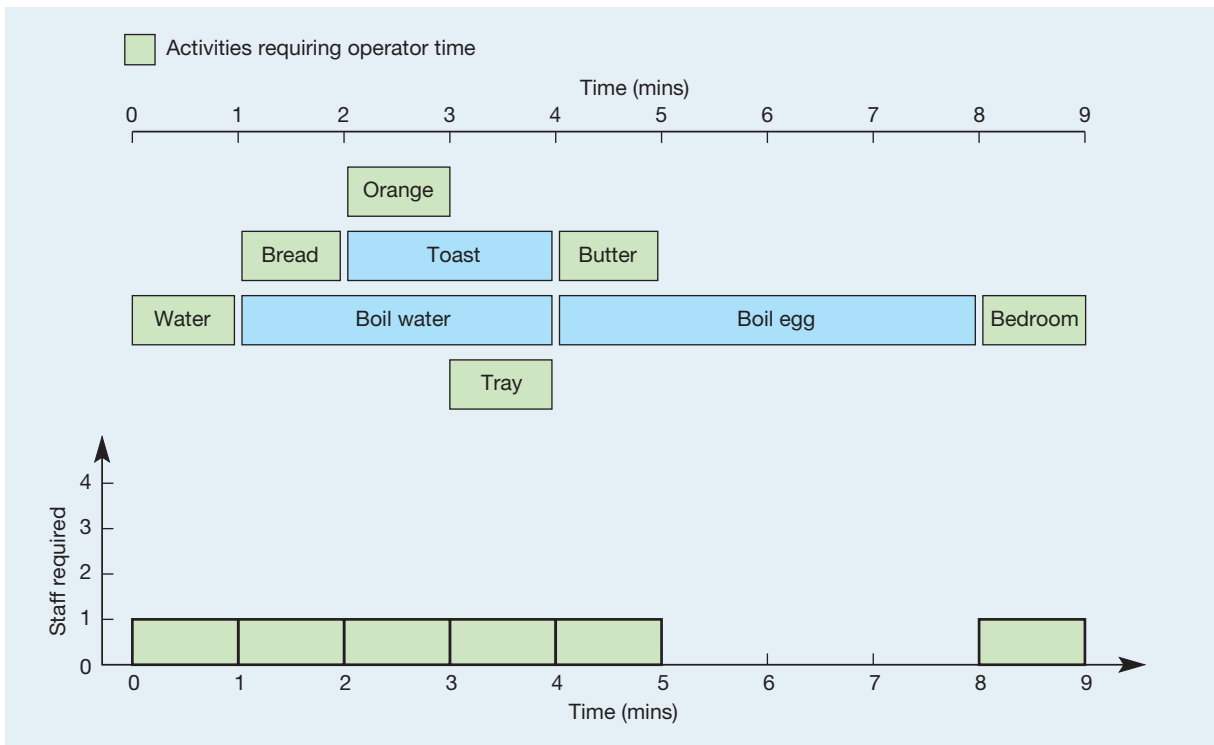 Activities requiring operator time
Time (mins)
0 1 2 3 4 5 6 7 8 9
Orange
Bread Toast Butter
Water Boil water Boil egg Bedroom
Tray
Staff required
4
3
2
1
0
0 1 2 3 4 5 6 7 8 9
Time (mins)